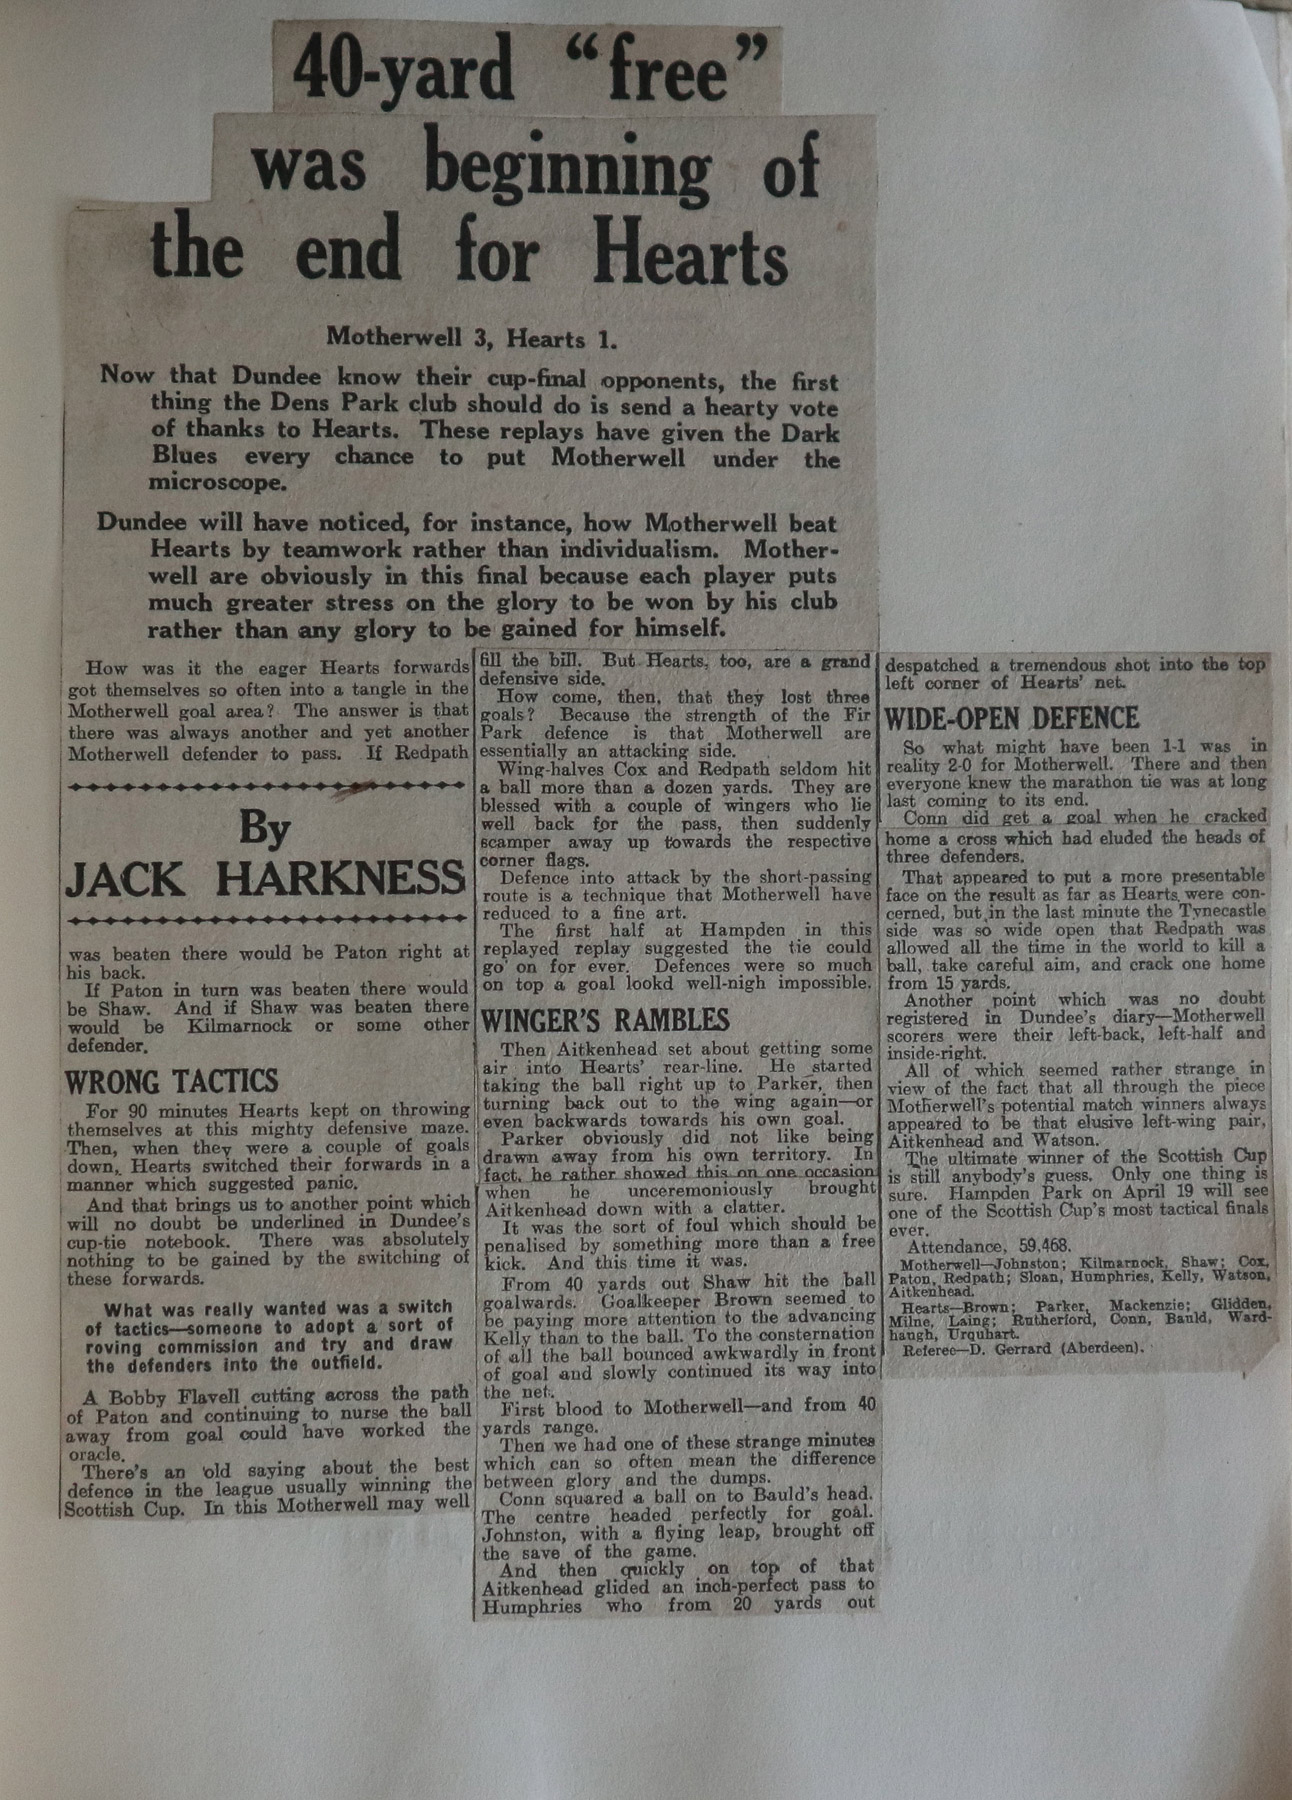 40-yard "free"
was beginning of
the end for Hearts
Motherwell 3, Hearts 1.
Now that Dundee know their cup-final opponents, the first
thing the Dens Park club should do is send a hearty vote
of thanks to Hearts. These replays have given the Dark
Blues every chance to put Motherwell under the
microscope.
Dundee will have noticed, for instance, how Motherwell beat
Hearts by teamwork rather than individualism. Mother-
well are obviously in this final because each player puts
much greater stress on the glory to be won by his club
rather than any glory to be gained for himself.
How was it the eager Hearts forwards
got themselves so often into a tangle in the
Motherwell goal area? The answer is that
there was always another and yet another
Motherwell defender to pass. If Redpath
By
JACK HARKNESS
was beaten there would be Paton right at
his back.
If Paton in turn was beaten there would
be Shaw. And if Shaw was beaten there
would be Kilmarnock or some other
defender.
WRONG TACTICS
For 90 minutes Hearts kept on throwing
themselves at this mighty defensive maze.
Then, when they were a couple of goals
down, Hearts switched their forwards in a
manner which suggested panic.
And that brings us to another point which
will no doubt be underlined in Dundee's
cup-tie notebook. There was absolutely
nothing to be gained by the switching of
these forwards.
What was really wanted was a switch
of tactics—someone to adopt a sort of
roving commission and try and draw
the defenders into the outfield.
A Bobby Flavell cutting across the path
of Paton and continuing to nurse the ball
away from goal could have worked the
oracle.
There's an old saying about the best
defence in the league usually winning the
Scottish Cup. In this Motherwell may well
fill the bill. But Hearts, too, are a grand
defensive side.
How come, then, that they lost three
goals? Because the strength of the Fir
Park defence is that Motherwell are
essentially an attacking side.
Wing-halves Cox and Redpath seldom hit
a ball more than a dozen yards. They are
blessed with a couple of wingers who lie
well back for the pass, then suddenly
scamper away up towards the respective
corner flags.
Defence into attack by the short-passing
route is a technique that Motherwell have
reduced to a fine art.
The first half at Hampden in this
replayed replay suggested the tie could
go on for ever. Defences were so much
on top a goal lookd well-nigh impossible.
WINGER'S RAMBLES
Then Aitkenhead set about getting some
air into Hearts' rear-line. He started
taking the ball right up to Parker, then
turning back out to the wing again—or
even backwards towards his own goal.
Parker obviously did not like being
drawn away from his own territory. In
fact, he rather showed this on one occasion
when he unceremoniously brought
Aitkenhead down with a clatter.
It was the sort of foul which should be
penalised by something more than a free
kick. And this time it was.
From 40 yards out Shaw hit the ball
goalwards. Goalkeeper Brown seemed to
be paying more attention to the advancing
Kelly than to the ball. To the consternation
of all the ball bounced awkwardly in front
of goal and slowly continued its way into
the net.
First blood to Motherwell—and from 40
yards range.
Then we had one of these strange minutes
which can so often mean the difference
between glory and the dumps.
Conn squared a ball on to Bauld's head.
The centre headed perfectly for goal.
Johnston, with a flying leap, brought off
the save of the game.
And then quickly on top of that
Aitkenhead glided an inch-perfect pass to
Humphries who from 20 yards out
despatched a tremendous shot into the top
left corner of Hearts' net.
WIDE-OPEN DEFENCE
So what might have been 1-1 was in
reality 2-0 for Motherwell. There and then
everyone knew the marathon tie was at long
last coming to its end.
Conn did get a goal when he cracked
home a cross which had eluded the heads of
three defenders.
That appeared to put a more presentable
face on the result as far as Hearts were con-
cerned, but in the last minute the Tynecastle
side was so wide open that Redpath was
allowed all the time in the world to kill a
ball, take careful aim, and crack one home
from 15 yards.
Another point which was no doubt
registered in Dundee's diary—Motherwell
scorers were their left-back, left-half and
inside-right.
All of which seemed rather strange in
view of the fact that all through the piece
Motherwell's potential match winners always
appeared to be that elusive left-wing pair,
Aitkenhead and Watson.
The ultimate winner of the Scottish Cup
is still anybody's guess. Only one thing is
sure. Hampden Park on April 19 will see
one of the Scottish Cup's most tactical finals
ever.
Attendance, 59,468.
Motherwell—Johnston; Kilmarnock, Shaw; Cox,
Paton, Redpath; Sloan, Humphries, Kelly, Watson,
Aitkenhead.
Hearts—Brown; Parker, Mackenzie; Glidden,
Milne, Laing; Rutherford, Conn, Bauld, Ward-
haugh, Urquhart.
Referee—D. Gerrard (Aberdeen).